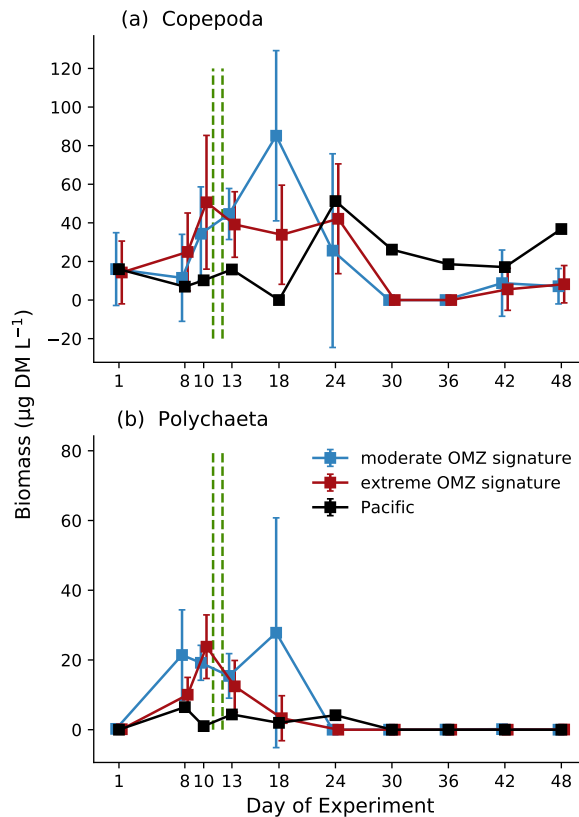 (a) Copepoda
120
100
80
60
40
20
0
−20
1 8 10 13 18 24 30 36 42 48
Biomass (μg DM L⁻¹)
(b) Polychaeta
80
60
40
20
0
moderate OMZ signature
extreme OMZ signature
Pacific
1 8 10 13 18 24 30 36 42 48
Day of Experiment